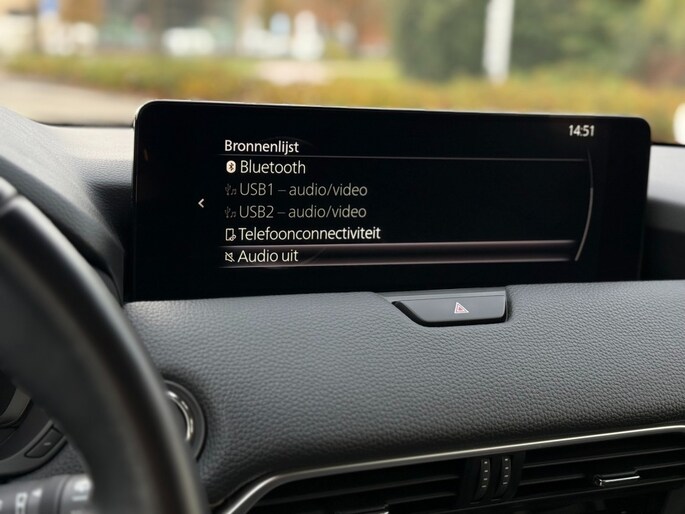 14:51
Bronnenlijst
Bluetooth
USB1 – audio/video
USB2 – audio/video
Telefoonconnectiviteit
Audio uit